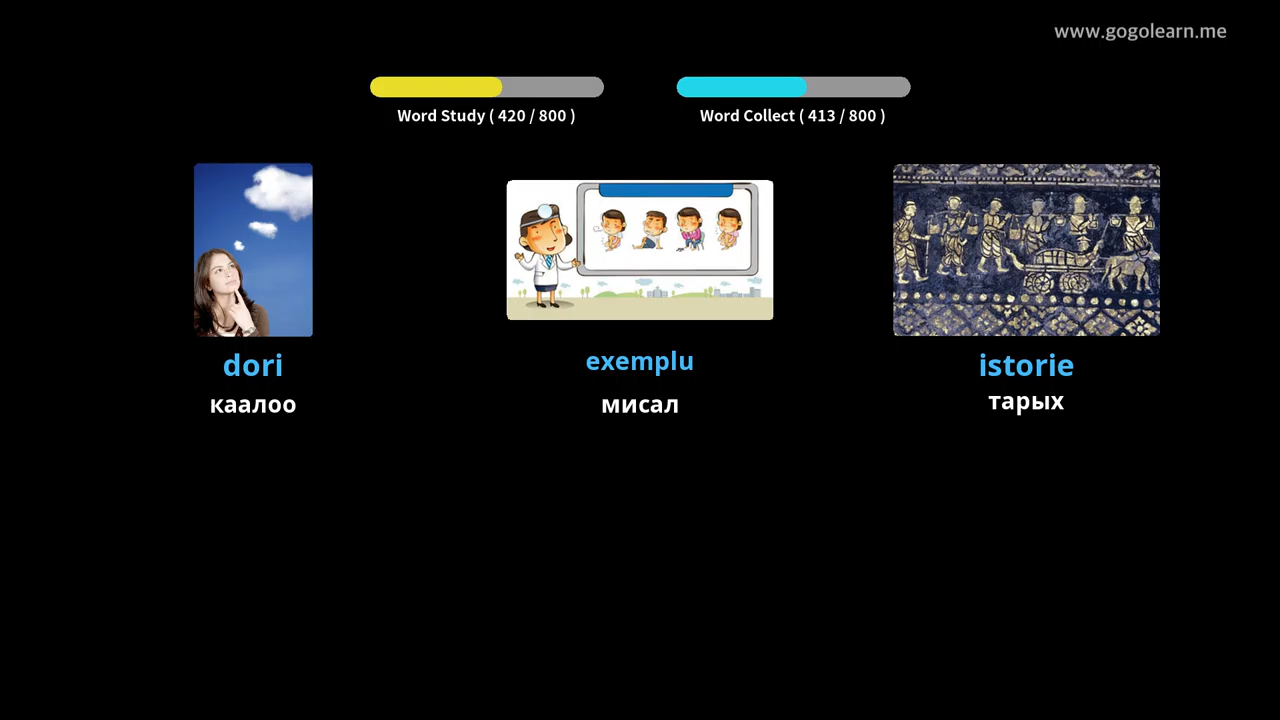 www.gogolearn.me
Word Study ( 420 / 800 )
Word Collect ( 413 / 800 )
dori
каалоо
exemplu
мисал
istorie
тарых